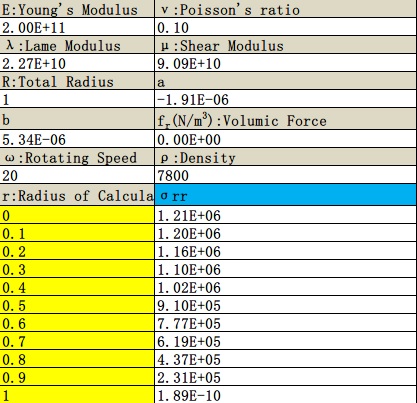 E:Young's Modulus ν:Poisson's ratio
2.00E+11 0.10
λ:Lame Modulus μ:Shear Modulus
2.27E+10 9.09E+10
R:Total Radius a
1 -1.91E-06
b fr(N/m³):Volumic Force
5.34E-06 0.00E+00
ω:Rotating Speed ρ:Density
20 7800
r:Radius of Calcula σrr
0 1.21E+06
0.1 1.20E+06
0.2 1.16E+06
0.3 1.10E+06
0.4 1.02E+06
0.5 9.10E+05
0.6 7.77E+05
0.7 6.19E+05
0.8 4.37E+05
0.9 2.31E+05
1 1.89E-10